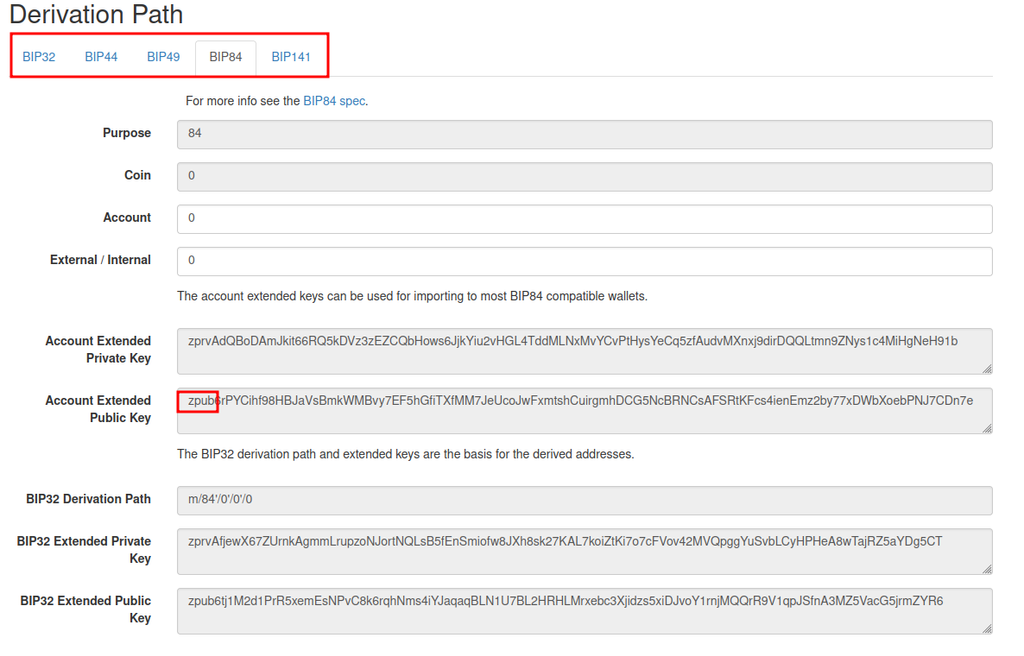 Derivation Path
BIP32 BIP44 BIP49 BIP84 BIP141
For more info see the BIP84 spec.
Purpose 84
Coin 0
Account 0
External / Internal 0
The account extended keys can be used for importing to most BIP84 compatible wallets.
Account Extended Private Key zprvAdQBoDAmJkit66RQ5kDVz3zEZCQbHows6JjkYiu2vHGL4TddMLNxMvYCvPtHysYeCq5zfAudvMXnxj9dirDQQLtmn9ZNys1c4MiHgNeH91b
Account Extended Public Key zpub6rPYCihf98HBJaVsBmkWMBvy7EF5hGfiTXfMM7JeUcoJwFxmtshCuirgmhDCG5NcBRNCsAFSRtKFcs4ienEmz2by77xDWbXoebPNJ7CDn7e
The BIP32 derivation path and extended keys are the basis for the derived addresses.
BIP32 Derivation Path m/84'/0'/0'/0
BIP32 Extended Private Key zprvAfjewX67ZUrnkAgmmLrupzoNJortNQLsB5fEnSmiofw8JXh8sk27KAL7koiZtKi7o7cFVov42MVQpggYuSvbLCyHPHeA8wTajRZ5aYDg5CT
BIP32 Extended Public Key zpub6tj1M2d1PrR5xemEsNPvC8k6rqhNms4iYJaqaqBLN1U7BL2HRHLMrxebc3Xjidzs5xiDJvoY1rnjMQQrR9V1qpJSfnA3MZ5VacG5jrmZYR6